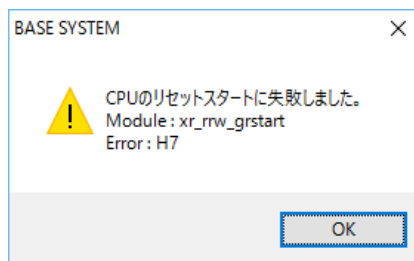 BASE SYSTEM
CPUのリセットスタートに失敗しました。
Module : xr_rrw_grstart
Error : H7
OK